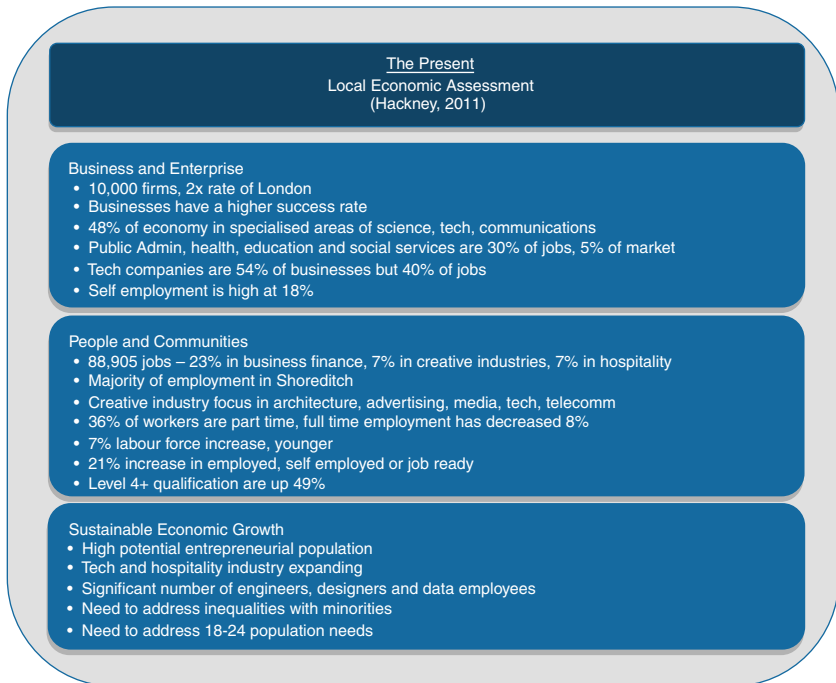 The Present
Local Economic Assessment
(Hackney, 2011)
Business and Enterprise
• 10,000 firms, 2x rate of London
• Businesses have a higher success rate
• 48% of economy in specialised areas of science, tech, communications
• Public Admin, health, education and social services are 30% of jobs, 5% of market
• Tech companies are 54% of businesses but 40% of jobs
• Self employment is high at 18%
People and Communities
• 88,905 jobs – 23% in business finance, 7% in creative industries, 7% in hospitality
• Majority of employment in Shoreditch
• Creative industry focus in architecture, advertising, media, tech, telecomm
• 36% of workers are part time, full time employment has decreased 8%
• 7% labour force increase, younger
• 21% increase in employed, self employed or job ready
• Level 4+ qualification are up 49%
Sustainable Economic Growth
• High potential entrepreneurial population
• Tech and hospitality industry expanding
• Significant number of engineers, designers and data employees
• Need to address inequalities with minorities
• Need to address 18-24 population needs